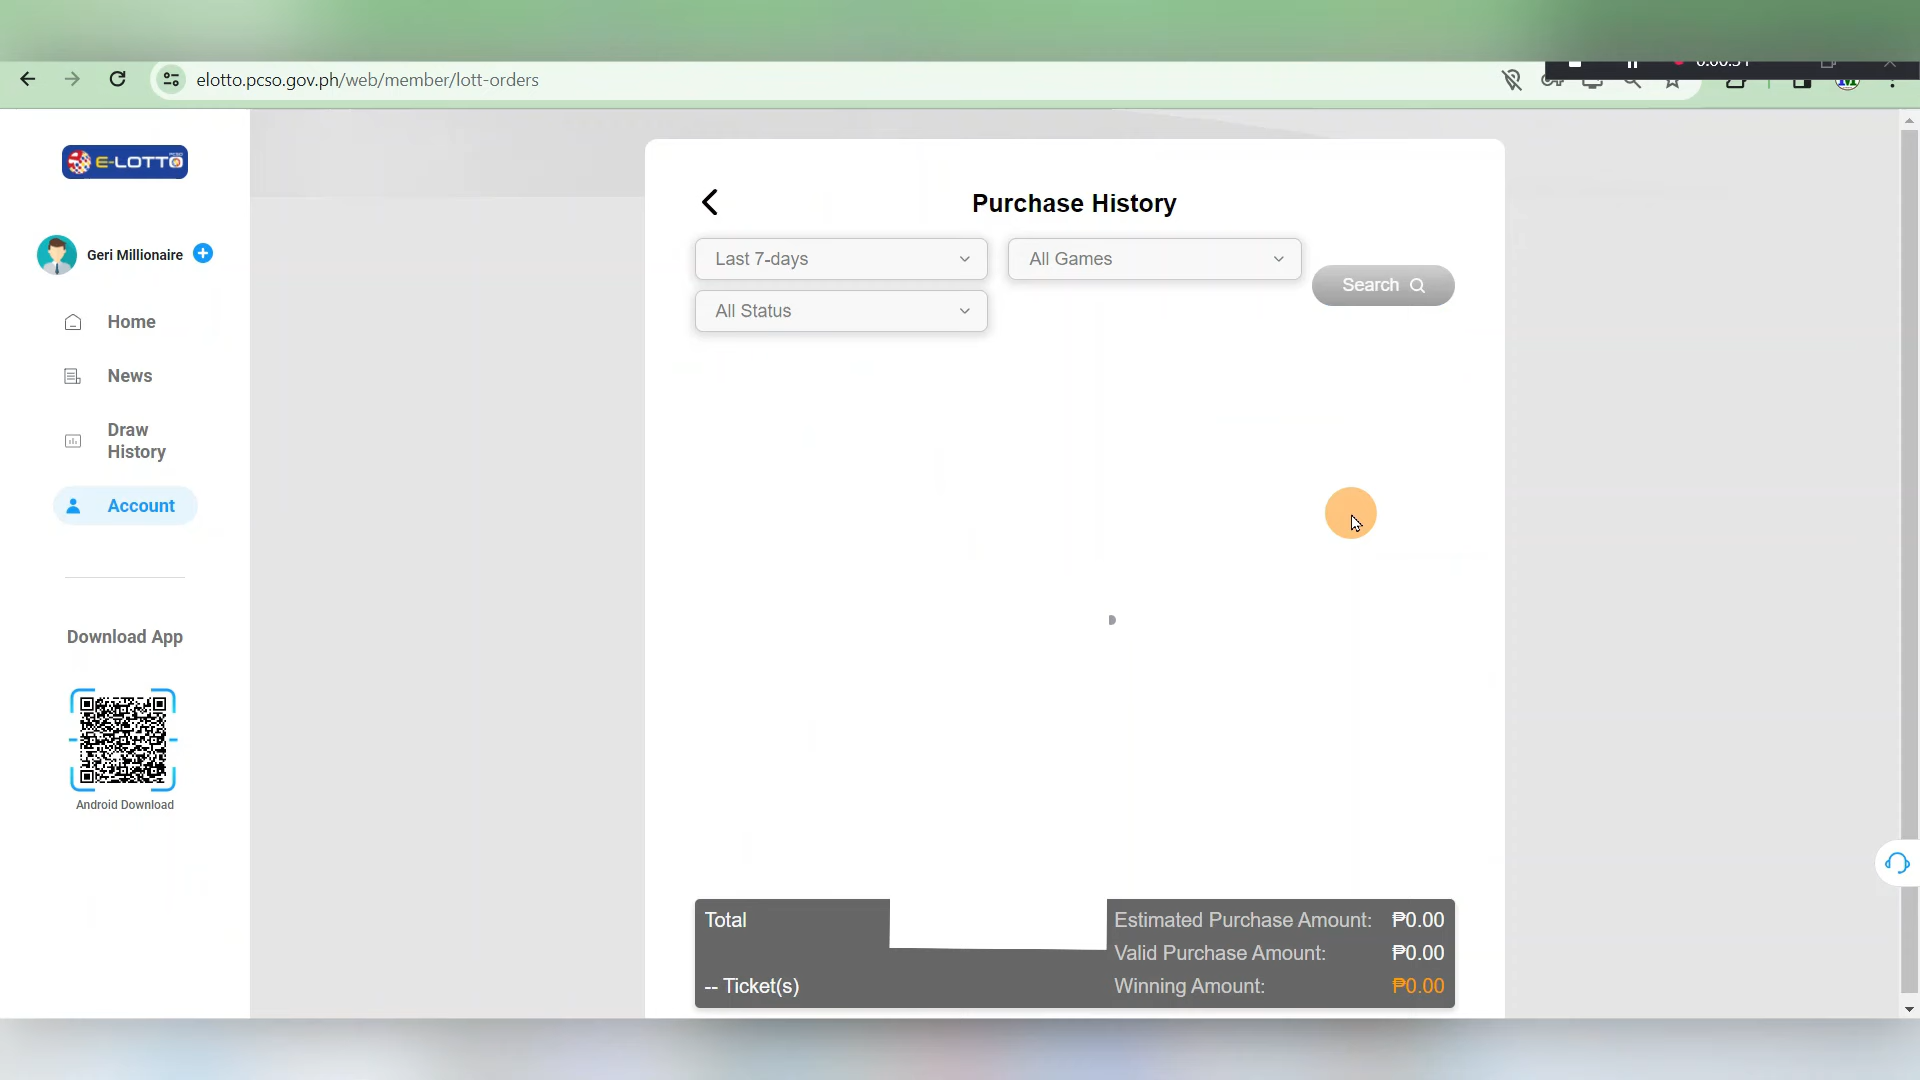 elotto.pcso.gov.ph/web/member/lott-orders
E-LOTTO
Geri Millionaire
Home
News
Draw
History
Account
Download App
Android Download
Purchase History
Last 7-days
All Games
Search
All Status
Total
-- Ticket(s)
Estimated Purchase Amount: ₱0.00
Valid Purchase Amount: ₱0.00
Winning Amount: ₱0.00